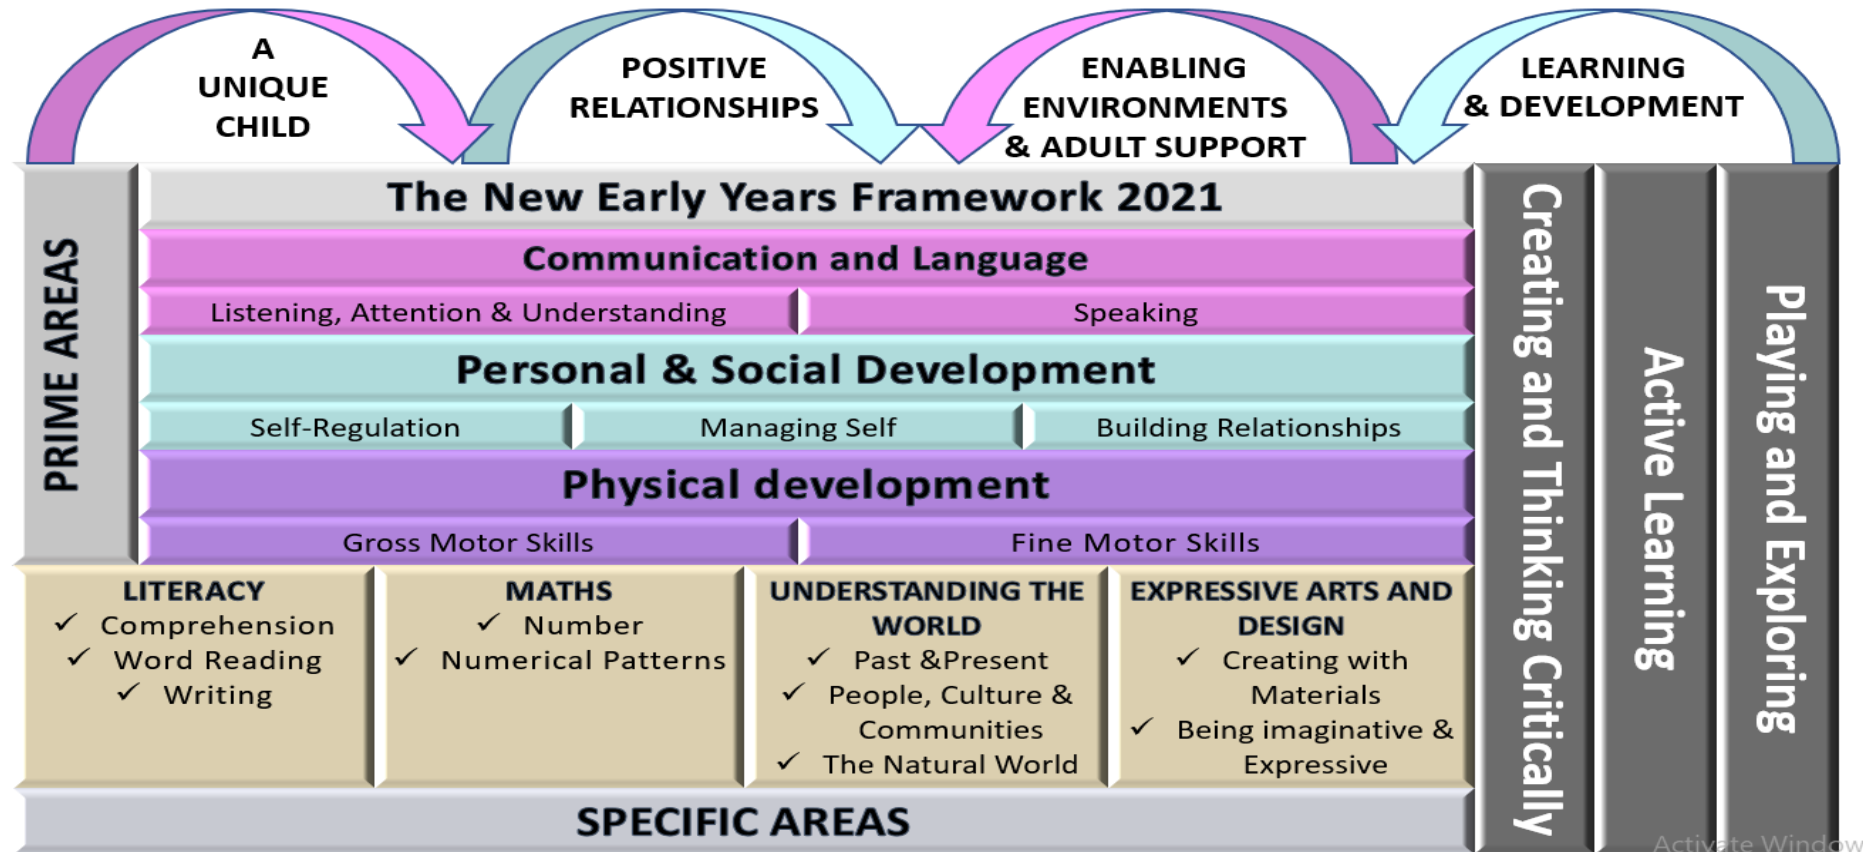 A
UNIQUE
CHILD
POSITIVE
RELATIONSHIPS
ENABLING
ENVIRONMENTS
& ADULT SUPPORT
LEARNING
& DEVELOPMENT
PRIME AREAS
The New Early Years Framework 2021
Communication and Language
Listening, Attention & Understanding
Speaking
Personal & Social Development
Self-Regulation
Managing Self
Building Relationships
Physical development
Gross Motor Skills
Fine Motor Skills
LITERACY
✓ Comprehension
✓ Word Reading
✓ Writing
MATHS
✓ Number
✓ Numerical Patterns
UNDERSTANDING THE
WORLD
✓ Past &Present
✓ People, Culture &
Communities
✓ The Natural World
EXPRESSIVE ARTS AND
DESIGN
✓ Creating with
Materials
✓ Being imaginative &
Expressive
SPECIFIC AREAS
Creating and Thinking Critically
Active Learning
Playing and Exploring
Activate Window